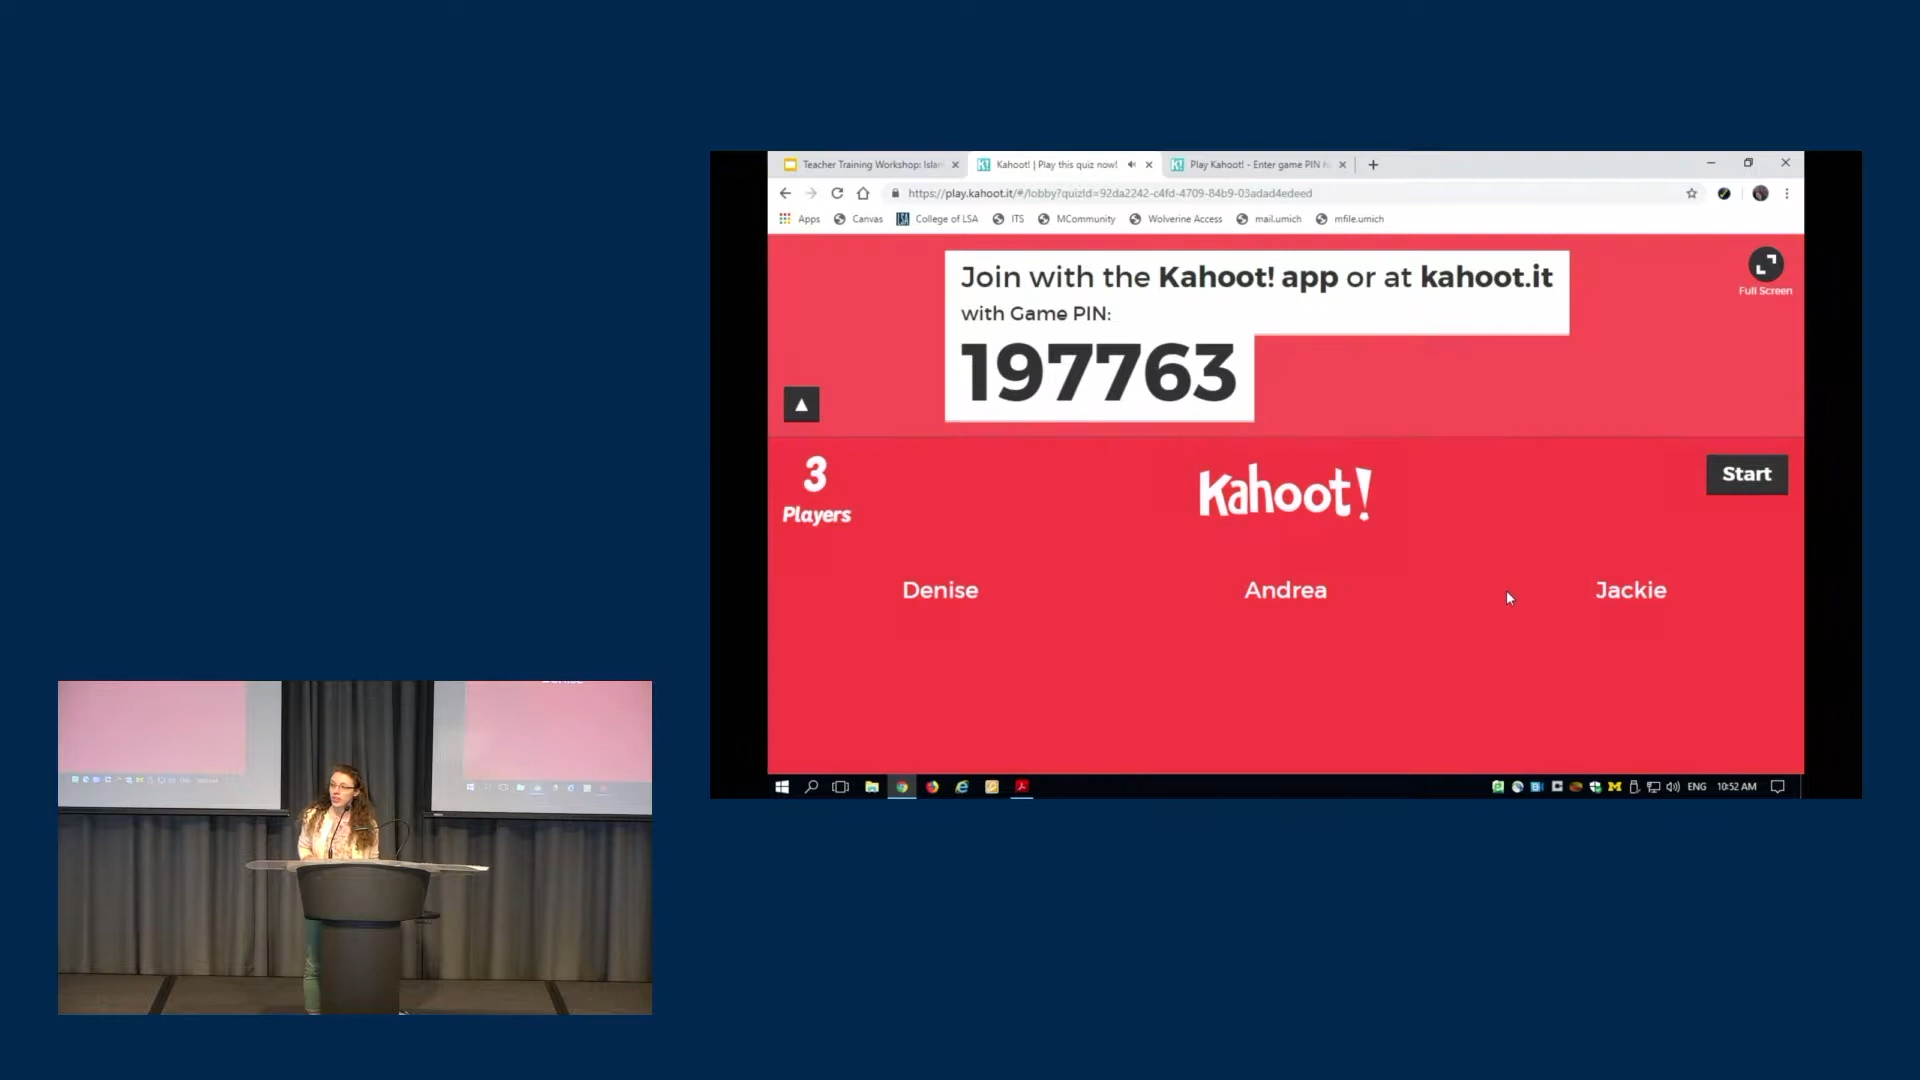 Teacher Training Workshop: Islan
Kahoot! | Play this quiz now!
Play Kahoot! - Enter game PIN h
https://play.kahoot.it/#/lobby?quizId=92da2242-c4fd-4709-84b9-03adad4edeed
Apps
Canvas
LSA
College of LSA
ITS
MCommunity
Wolverine Access
mail.umich
mfile.umich
Join with the Kahoot! app or at kahoot.it
with Game PIN:
197763
Full Screen
3
Players
Kahoot!
Start
Denise
Andrea
Jackie
ENG
10:52 AM